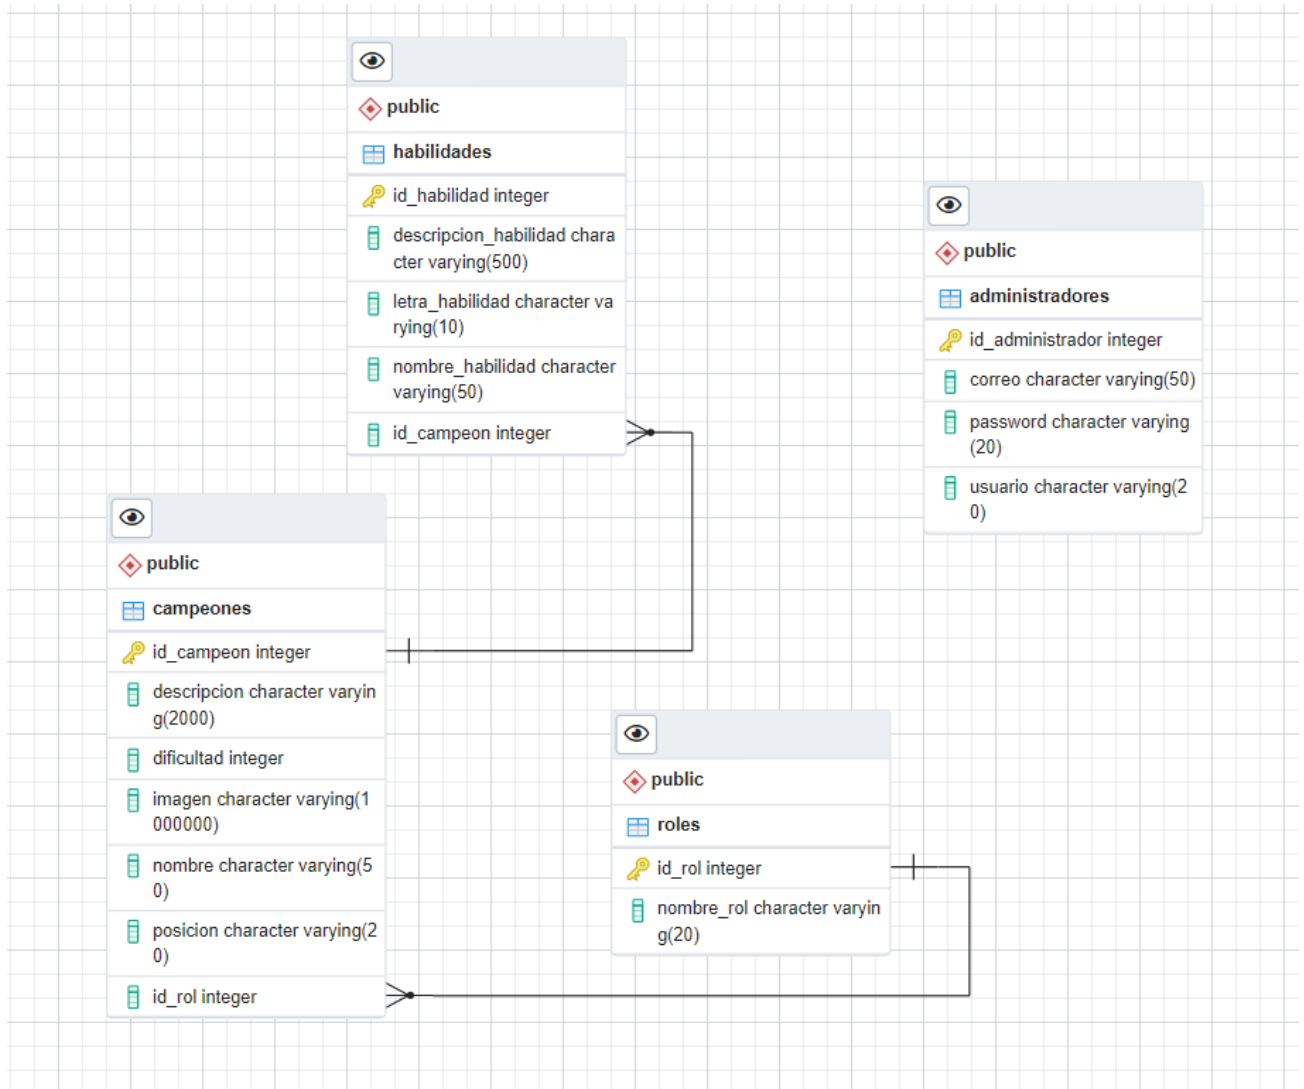 public
habilidades
id_habilidad integer
descripcion_habilidad chara
cter varying(500)
letra_habilidad character va
rying(10)
nombre_habilidad character
varying(50)
id_campeon integer
public
administradores
id_administrador integer
correo character varying(50)
password character varying
(20)
usuario character varying(2
0)
public
campeones
id_campeon integer
descripcion character varyin
g(2000)
dificultad integer
imagen character varying(1
000000)
nombre character varying(5
0)
posicion character varying(2
0)
id_rol integer
public
roles
id_rol integer
nombre_rol character varyin
g(20)